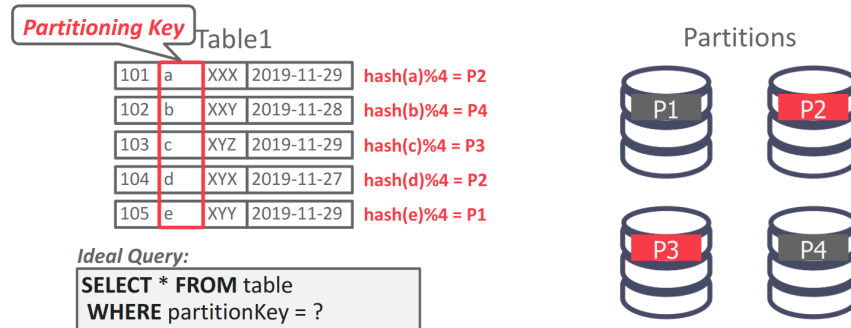 Partitioning Key
Table1
Partitions
101 a XXX 2019-11-29 hash(a)%4 = P2
102 b XXY 2019-11-28 hash(b)%4 = P4
103 c XYZ 2019-11-29 hash(c)%4 = P3
104 d XYX 2019-11-27 hash(d)%4 = P2
105 e XYY 2019-11-29 hash(e)%4 = P1
P1
P2
P3
P4
Ideal Query:
SELECT * FROM table
WHERE partitionKey = ?